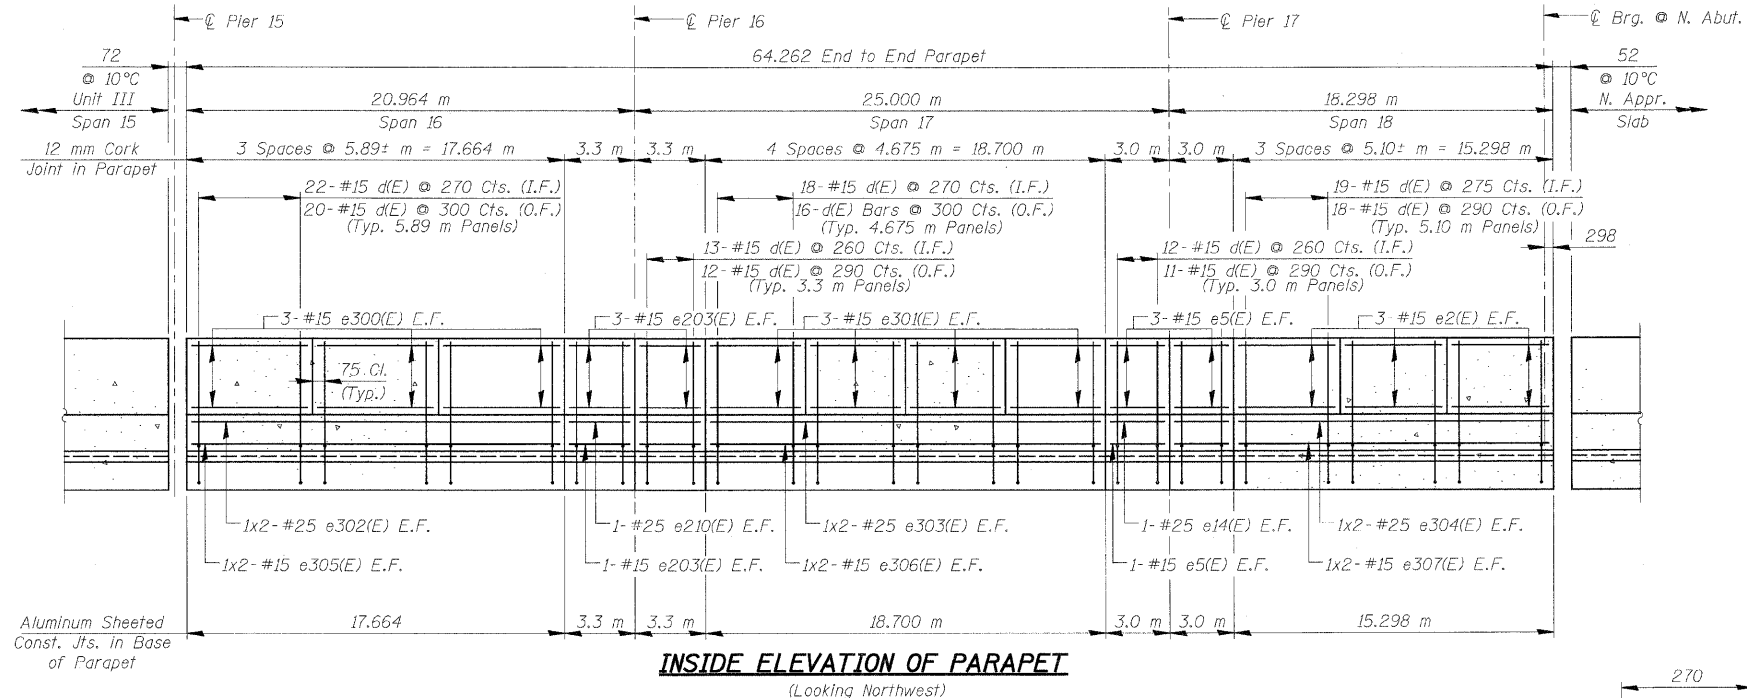 ℄ Pier 15
℄ Pier 16
℄ Pier 17
℄ Brg. @ N. Abut.
72
@ 10°C
Unit III
Span 15
64.262 End to End Parapet
52
@ 10°C
N. Appr.
Slab
20.964 m
Span 16
25.000 m
Span 17
18.298 m
Span 18
12 mm Cork
Joint in Parapet
3 Spaces @ 5.89± m = 17.664 m
3.3 m
3.3 m
4 Spaces @ 4.675 m = 18.700 m
3.0 m
3.0 m
3 Spaces @ 5.10± m = 15.298 m
22-#15 d(E) @ 270 Cts. (I.F.)
20-#15 d(E) @ 300 Cts. (O.F.)
(Typ. 5.89 m Panels)
18-#15 d(E) @ 270 Cts. (I.F.)
16-d(E) Bars @ 300 Cts. (O.F.)
(Typ. 4.675 m Panels)
19-#15 d(E) @ 275 Cts. (I.F.)
18-#15 d(E) @ 290 Cts. (O.F.)
(Typ. 5.10 m Panels)
298
13-#15 d(E) @ 260 Cts. (I.F.)
12-#15 d(E) @ 290 Cts. (O.F.)
(Typ. 3.3 m Panels)
12-#15 d(E) @ 260 Cts. (I.F.)
11-#15 d(E) @ 290 Cts. (O.F.)
(Typ. 3.0 m Panels)
3-#15 e300(E) E.F.
3-#15 e203(E) E.F.
3-#15 e301(E) E.F.
3-#15 e5(E) E.F.
3-#15 e2(E) E.F.
75 Cl.
(Typ.)
1x2-#25 e302(E) E.F.
1-#25 e210(E) E.F.
1x2-#25 e303(E) E.F.
1-#25 e14(E) E.F.
1x2-#25 e304(E) E.F.
1x2-#15 e305(E) E.F.
1-#15 e203(E) E.F.
1x2-#15 e306(E) E.F.
1-#15 e5(E) E.F.
1x2-#15 e307(E) E.F.
Aluminum Sheeted
Const. Jts. in Base
of Parapet
17.664
3.3 m
3.3 m
18.700 m
3.0 m
3.0 m
15.298 m
INSIDE ELEVATION OF PARAPET
(Looking Northwest)
270